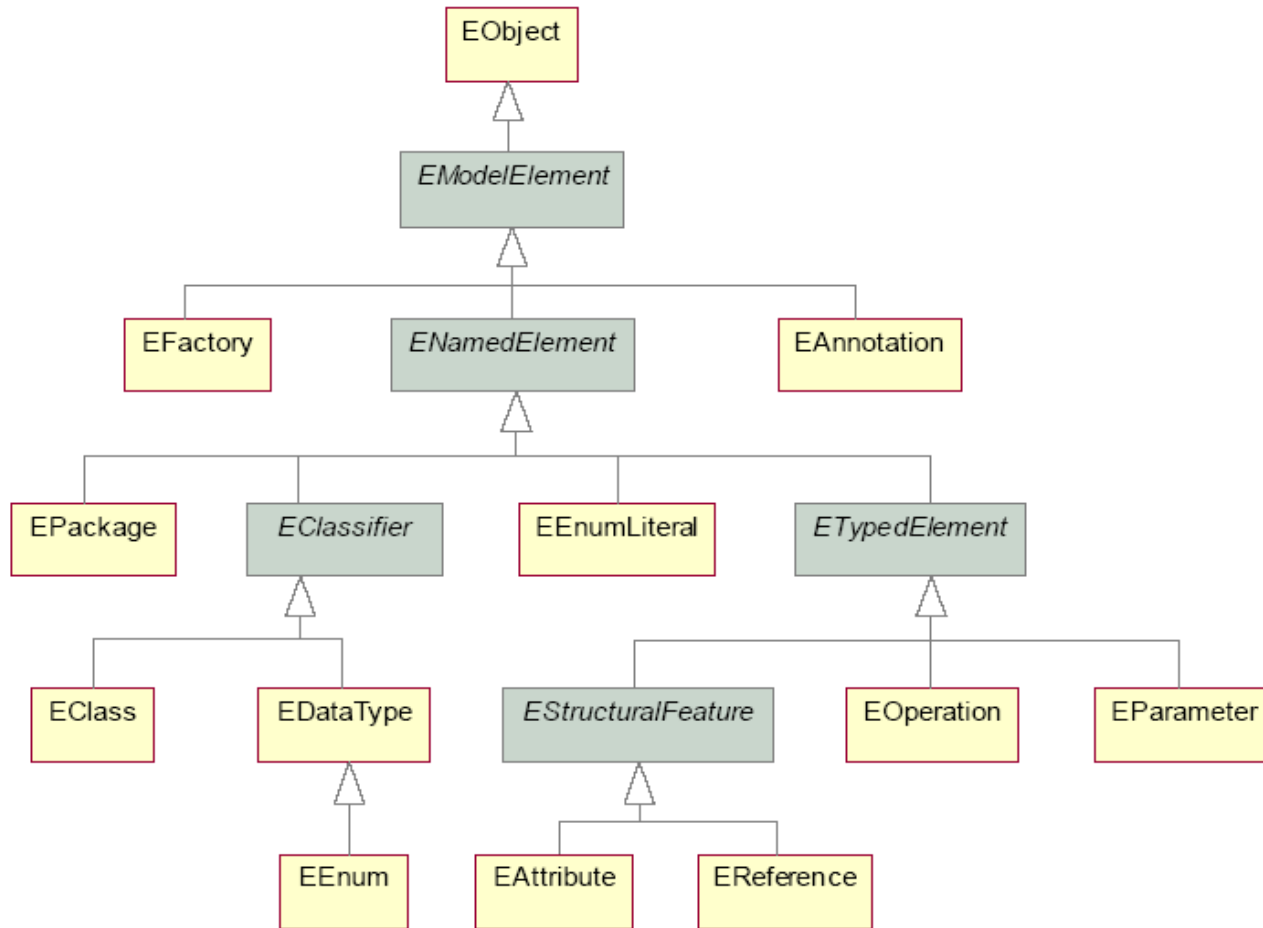 EObject
EModelElement
EFactory
ENamedElement
EAnnotation
EPackage
EClassifier
EEnumLiteral
ETypedElement
EClass
EDataType
EStructuralFeature
EOperation
EParameter
EEnum
EAttribute
EReference